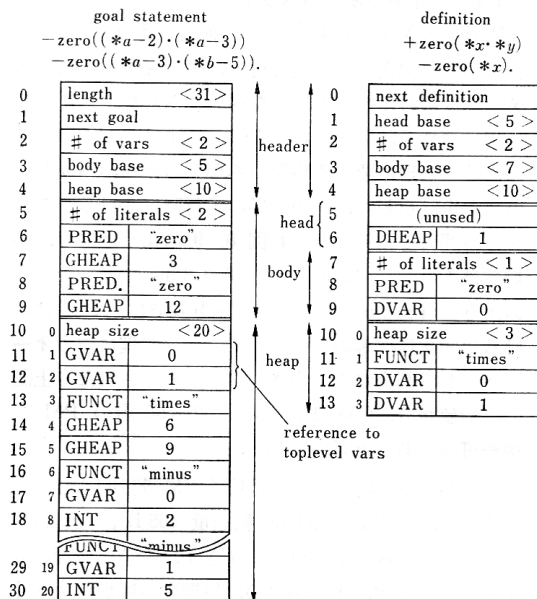 goal statement
−zero((*a−2)·(*a−3))
−zero((*a−3)·(*b−5)).
0 length <31>
1 next goal
2 # of vars <2>
3 body base <5>
4 heap base <10>
5 # of literals <2>
6 PRED "zero"
7 GHEAP 3
8 PRED. "zero"
9 GHEAP 12
10 0 heap size <20>
11 1 GVAR 0
12 2 GVAR 1
13 3 FUNCT "times"
14 4 GHEAP 6
15 5 GHEAP 9
16 6 FUNCT "minus"
17 7 GVAR 0
18 8 INT 2
FUNCT "minus"
29 19 GVAR 1
30 20 INT 5
header
body
heap
reference to
toplevel vars
definition
+zero(*x·*y)
−zero(*x).
0 next definition
1 head base <5>
2 # of vars <2>
3 body base <7>
4 heap base <10>
head
5 (unused)
6 DHEAP 1
7 # of literals <1>
8 PRED "zero"
9 DVAR 0
10 0 heap size <3>
11 1 FUNCT "times"
12 2 DVAR 0
13 3 DVAR 1